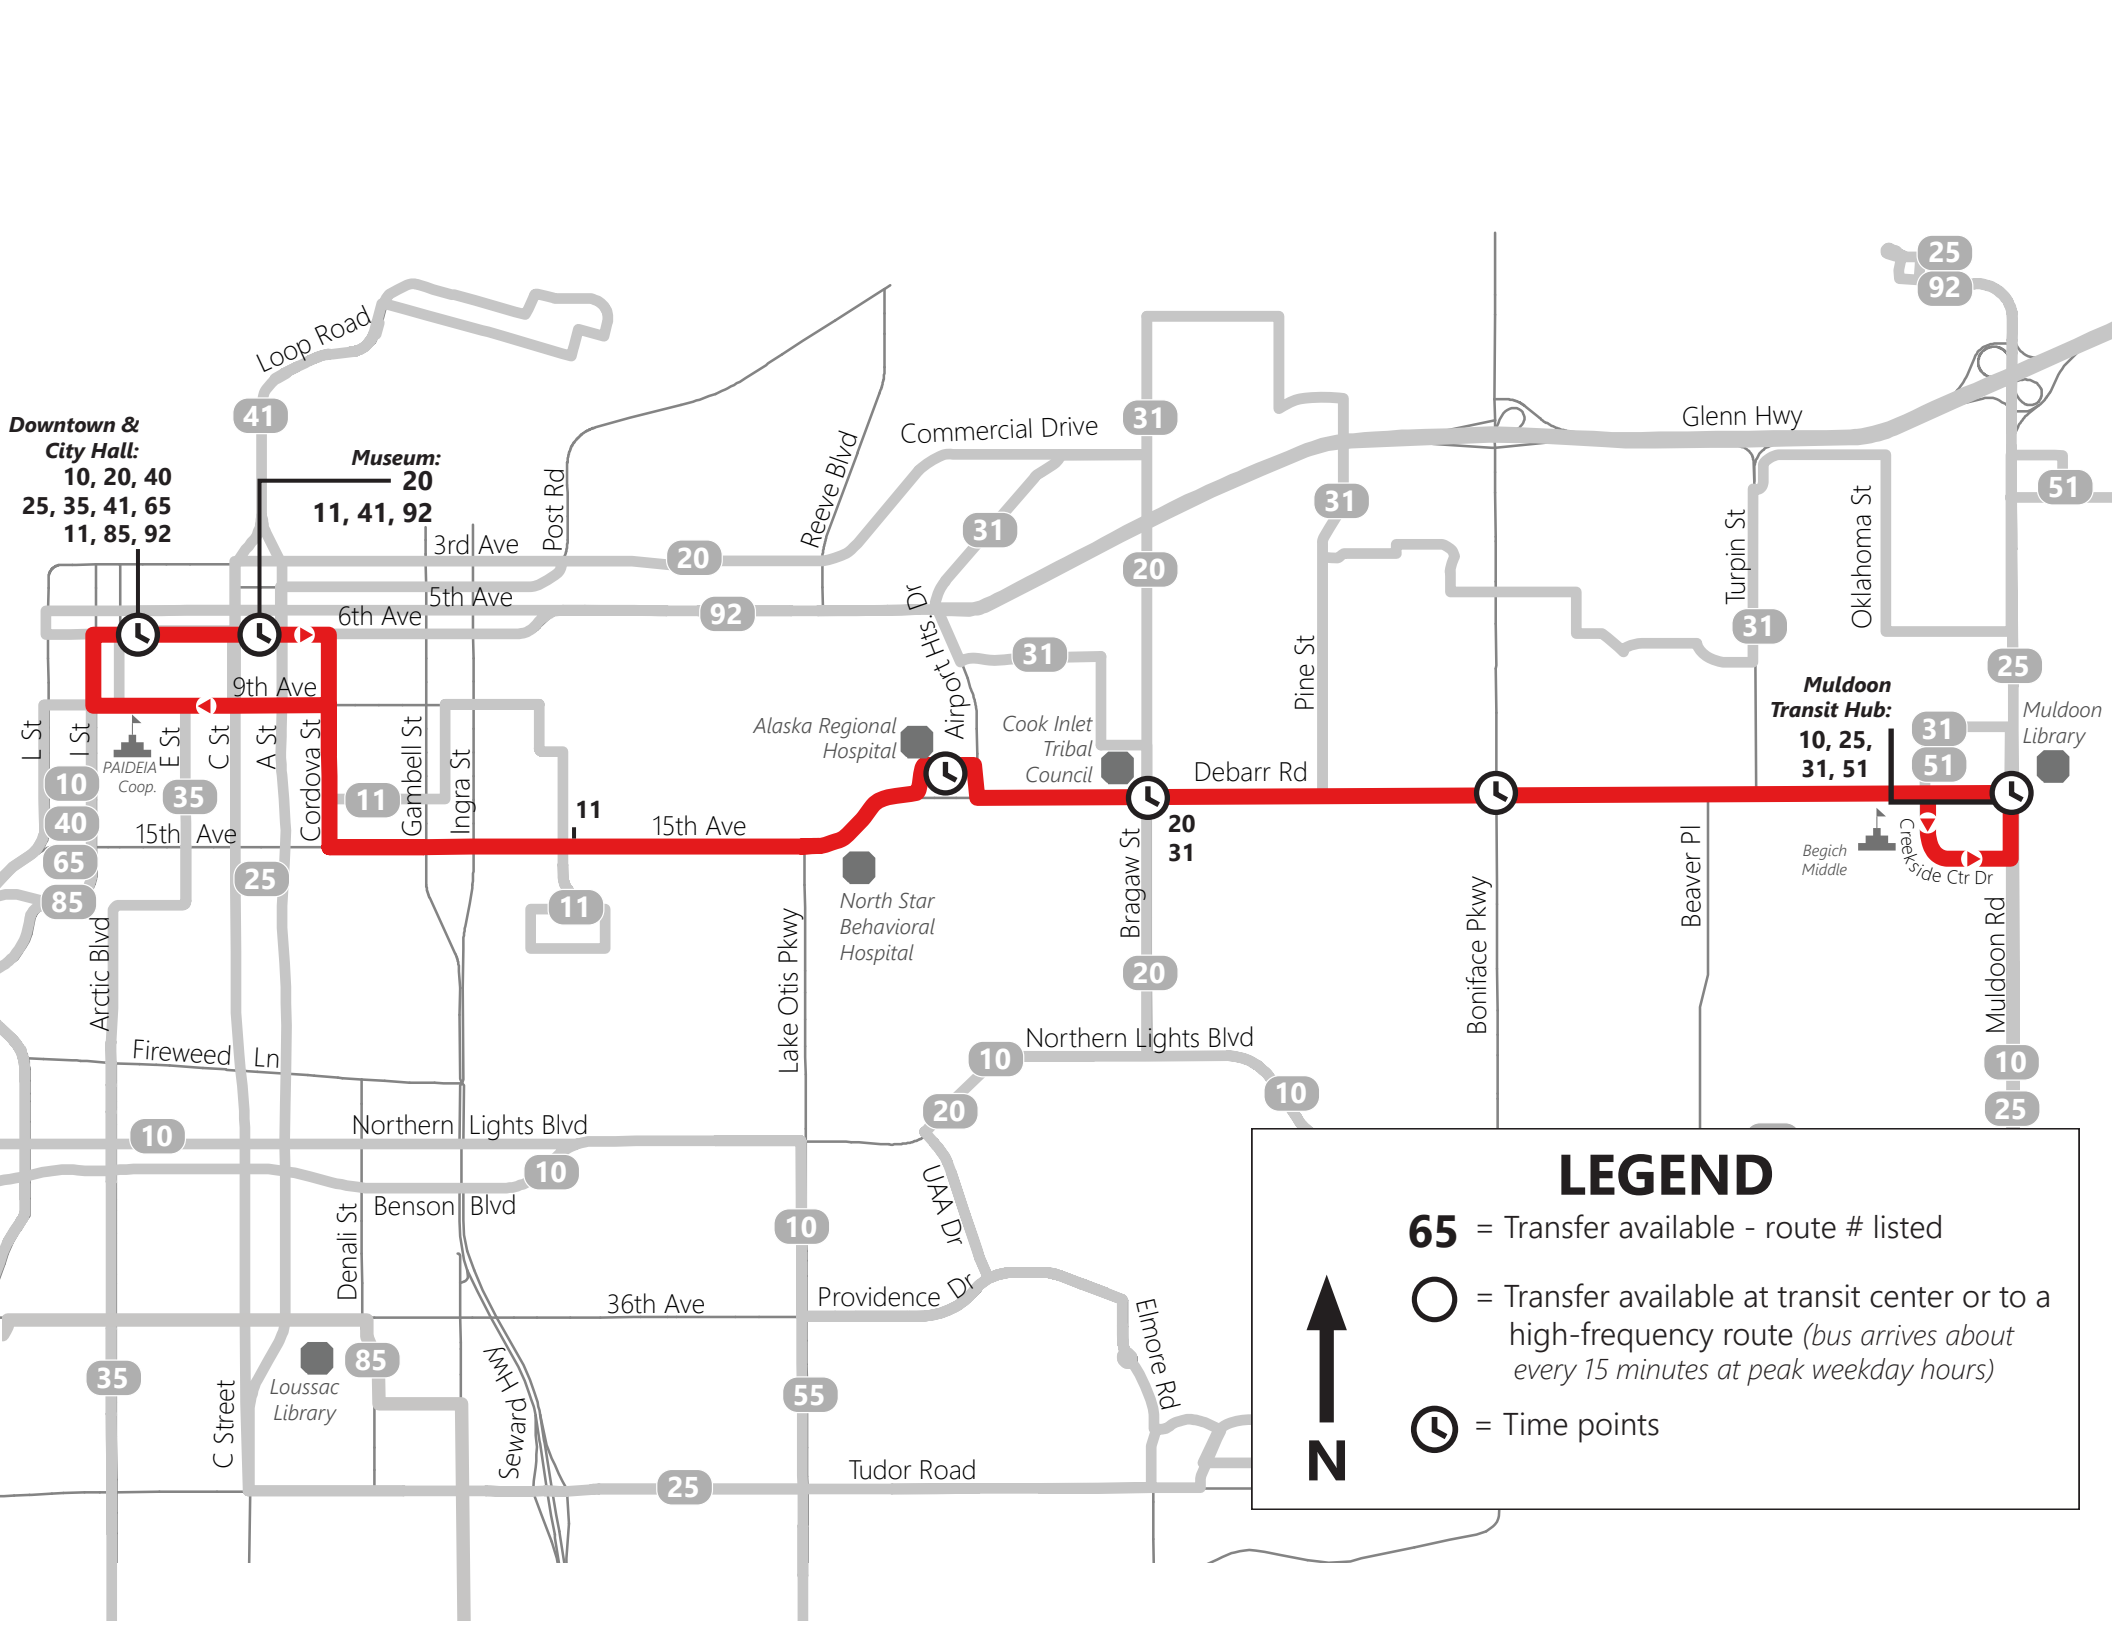 25
92
Loop Road
41
Downtown &
City Hall:
10, 20, 40
25, 35, 41, 65
11, 85, 92
Museum:
20
11, 41, 92
Post Rd
Reeve Blvd
Commercial Drive
31
Glenn Hwy
31
31
51
3rd Ave
20
20
5th Ave
6th Ave
92
Airport Hts. Dr
31
Pine St
Turpin St
31
Oklahoma St
25
9th Ave
L St
I St
E St
C St
A St
Cordova St
Gambell St
Ingra St
PAIDEIA
Coop.
10
40
65
85
35
15th Ave
25
11
11
11
15th Ave
Alaska Regional
Hospital
Cook Inlet
Tribal
Council
Debarr Rd
20
31
Muldoon
Transit Hub:
10, 25,
31, 51
31
51
Muldoon
Library
Begich
Middle
Creekside Ctr Dr
North Star
Behavioral
Hospital
Bragaw St
Boniface Pkwy
Beaver Pl
Muldoon Rd
Arctic Blvd
Lake Otis Pkwy
20
Fireweed Ln
Northern Lights Blvd
10
10
20
10
25
10
Northern Lights Blvd
10
Benson Blvd
Denali St
10
UAA Dr
36th Ave
Providence Dr
Elmore Rd
35
85
Loussac
Library
C Street
Seward Hwy
55
25
Tudor Road
LEGEND
65 = Transfer available - route # listed
= Transfer available at transit center or to a
high-frequency route (bus arrives about
every 15 minutes at peak weekday hours)
= Time points
N